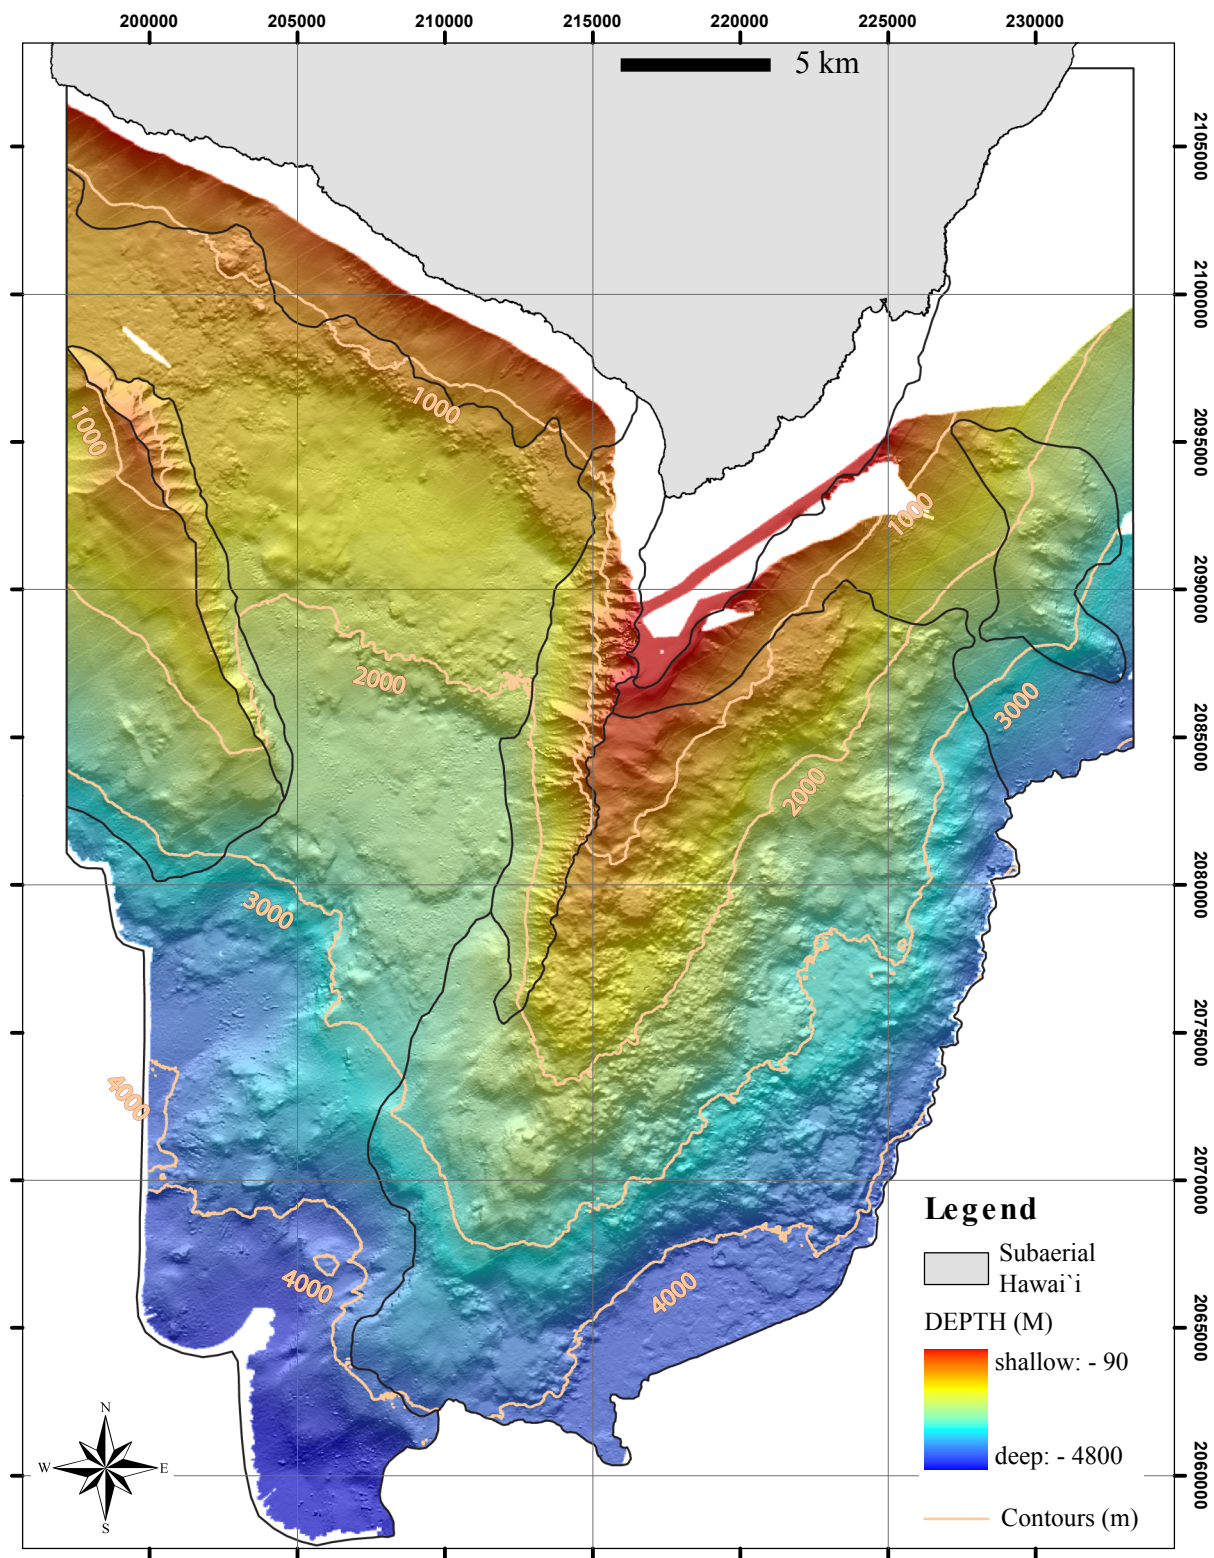 200000 205000 210000 215000 220000 225000 230000
5 km
2105000
2100000
2095000
2090000
2085000
2080000
2075000
2070000
2065000
2060000
1000
1000
1000
2000
2000
3000
3000
4000
4000
4000
Legend
Subaerial
Hawai`i
DEPTH (M)
shallow: - 90
deep: - 4800
Contours (m)
N
W E
S